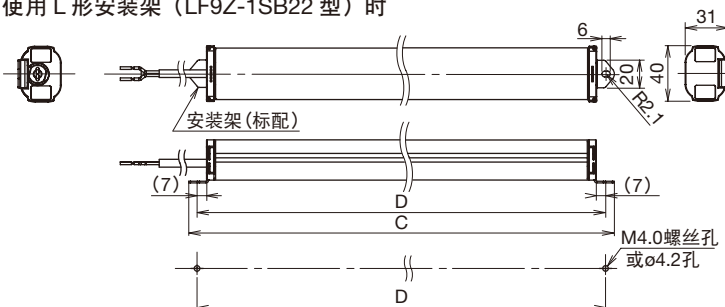 使用 L 形安装架（LF9Z-1SB22 型）时
6
31
20
40
R2.1
安装架(标配)
(7)
(7)
D
C
M4.0螺丝孔
或ø4.2孔
D